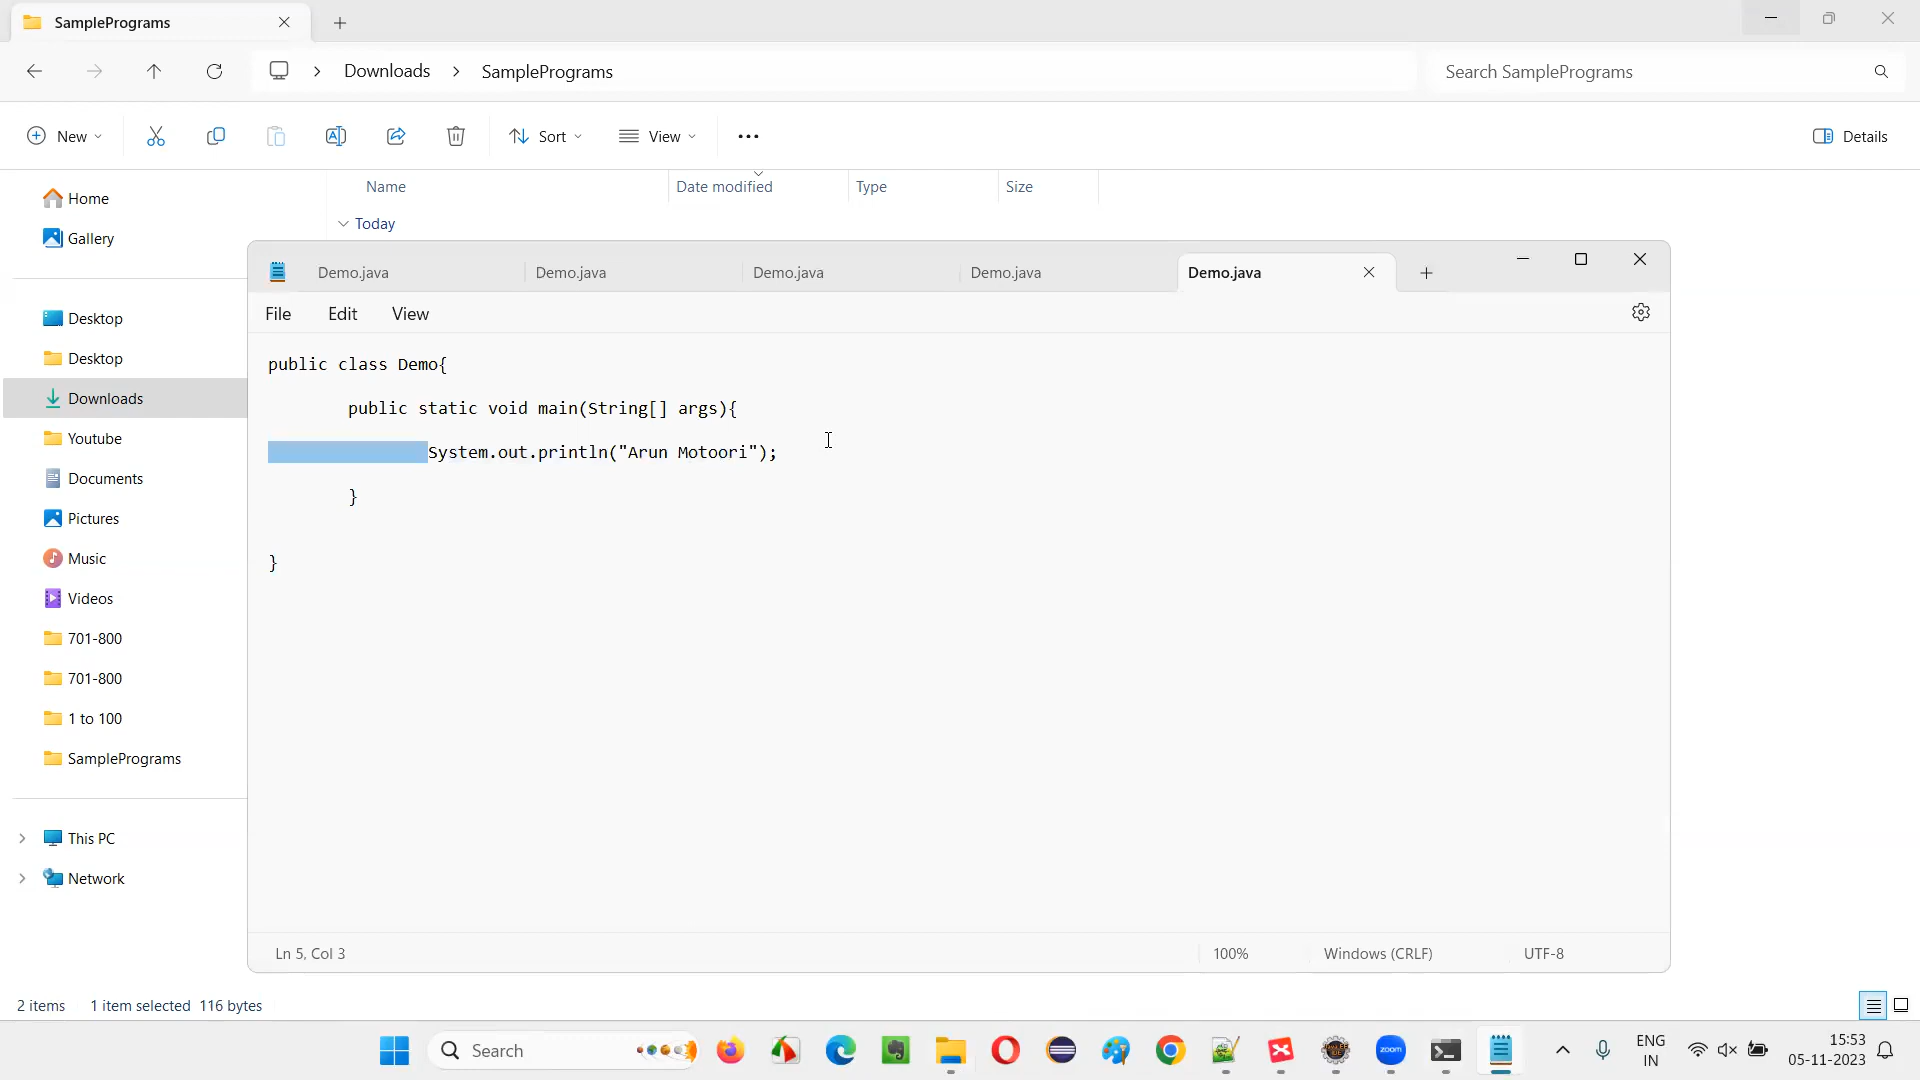 SamplePrograms
Downloads
SamplePrograms
Search SamplePrograms
New
Sort
View
Details
Name
Date modified
Type
Size
Today
Home
Gallery
Desktop
Desktop
Downloads
Youtube
Documents
Pictures
Music
Videos
701-800
701-800
1 to 100
SamplePrograms
This PC
Network
Demo.java
Demo.java
Demo.java
Demo.java
Demo.java
File
Edit
View
public class Demo{
public static void main(String[] args){
System.out.println("Arun Motoori");
}
}
Ln 5, Col 3
100%
Windows (CRLF)
UTF-8
2 items
1 item selected 116 bytes
Search
zoom
ENG
IN
15:53
05-11-2023